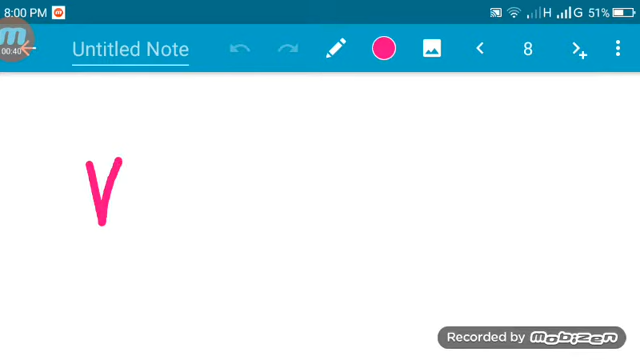 8:00 PM H G 51%
00:40 Untitled Note 8
V
Recorded by mobizen